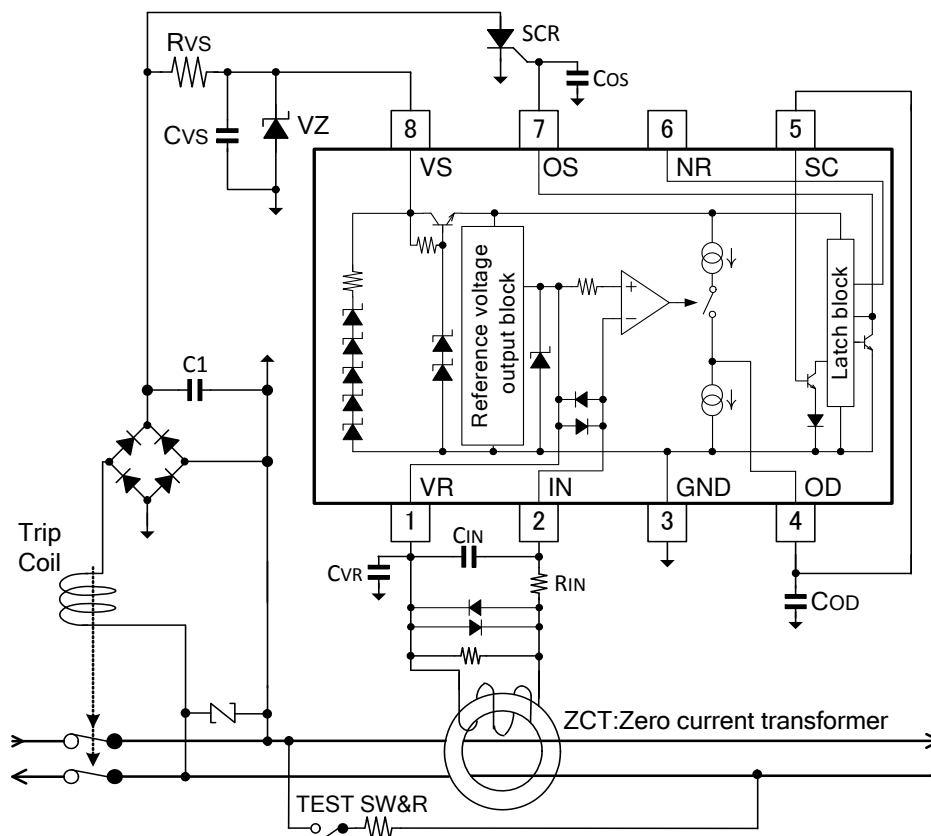 SCR
RVS
COS
CVS
VZ
8
7
6
5
VS
OS
NR
SC
Reference voltage
output block
+
−
Latch block
C1
VR
IN
GND
OD
1
2
3
4
Trip
Coil
CIN
CVR
RIN
COD
ZCT:Zero current transformer
TEST SW&R